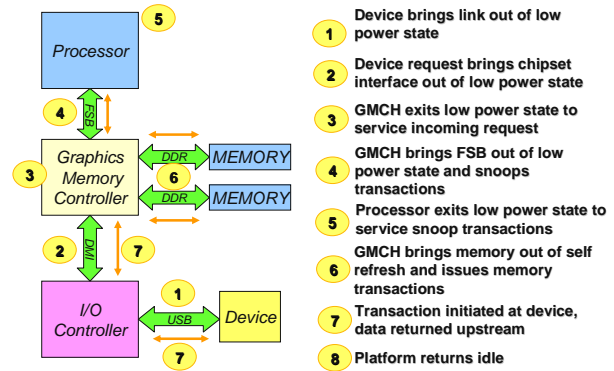 Processor
5
4
FSB
Graphics
Memory
Controller
3
DDR
MEMORY
6
DDR
MEMORY
2
DMI
7
I/O
Controller
1
USB
Device
7
1
Device brings link out of low
power state
2
Device request brings chipset
interface out of low power state
3
GMCH exits low power state to
service incoming request
4
GMCH brings FSB out of low
power state and snoops
transactions
5
Processor exits low power state to
service snoop transactions
6
GMCH brings memory out of self
refresh and issues memory
transactions
7
Transaction initiated at device,
data returned upstream
8
Platform returns idle